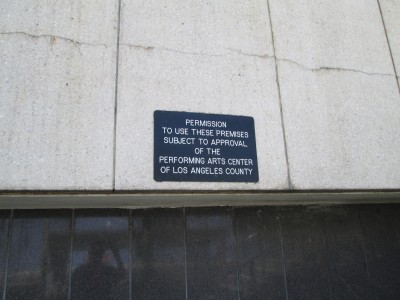 PERMISSION
TO USE THESE PREMISES
SUBJECT TO APPROVAL
OF THE
PERFORMING ARTS CENTER
OF LOS ANGELES COUNTY